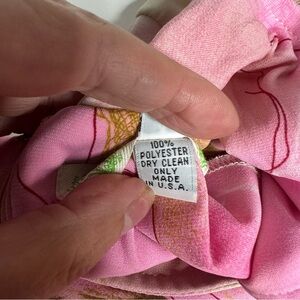 100%
POLYESTER
DRY CLEAN
ONLY
MADE
IN U.S.A.